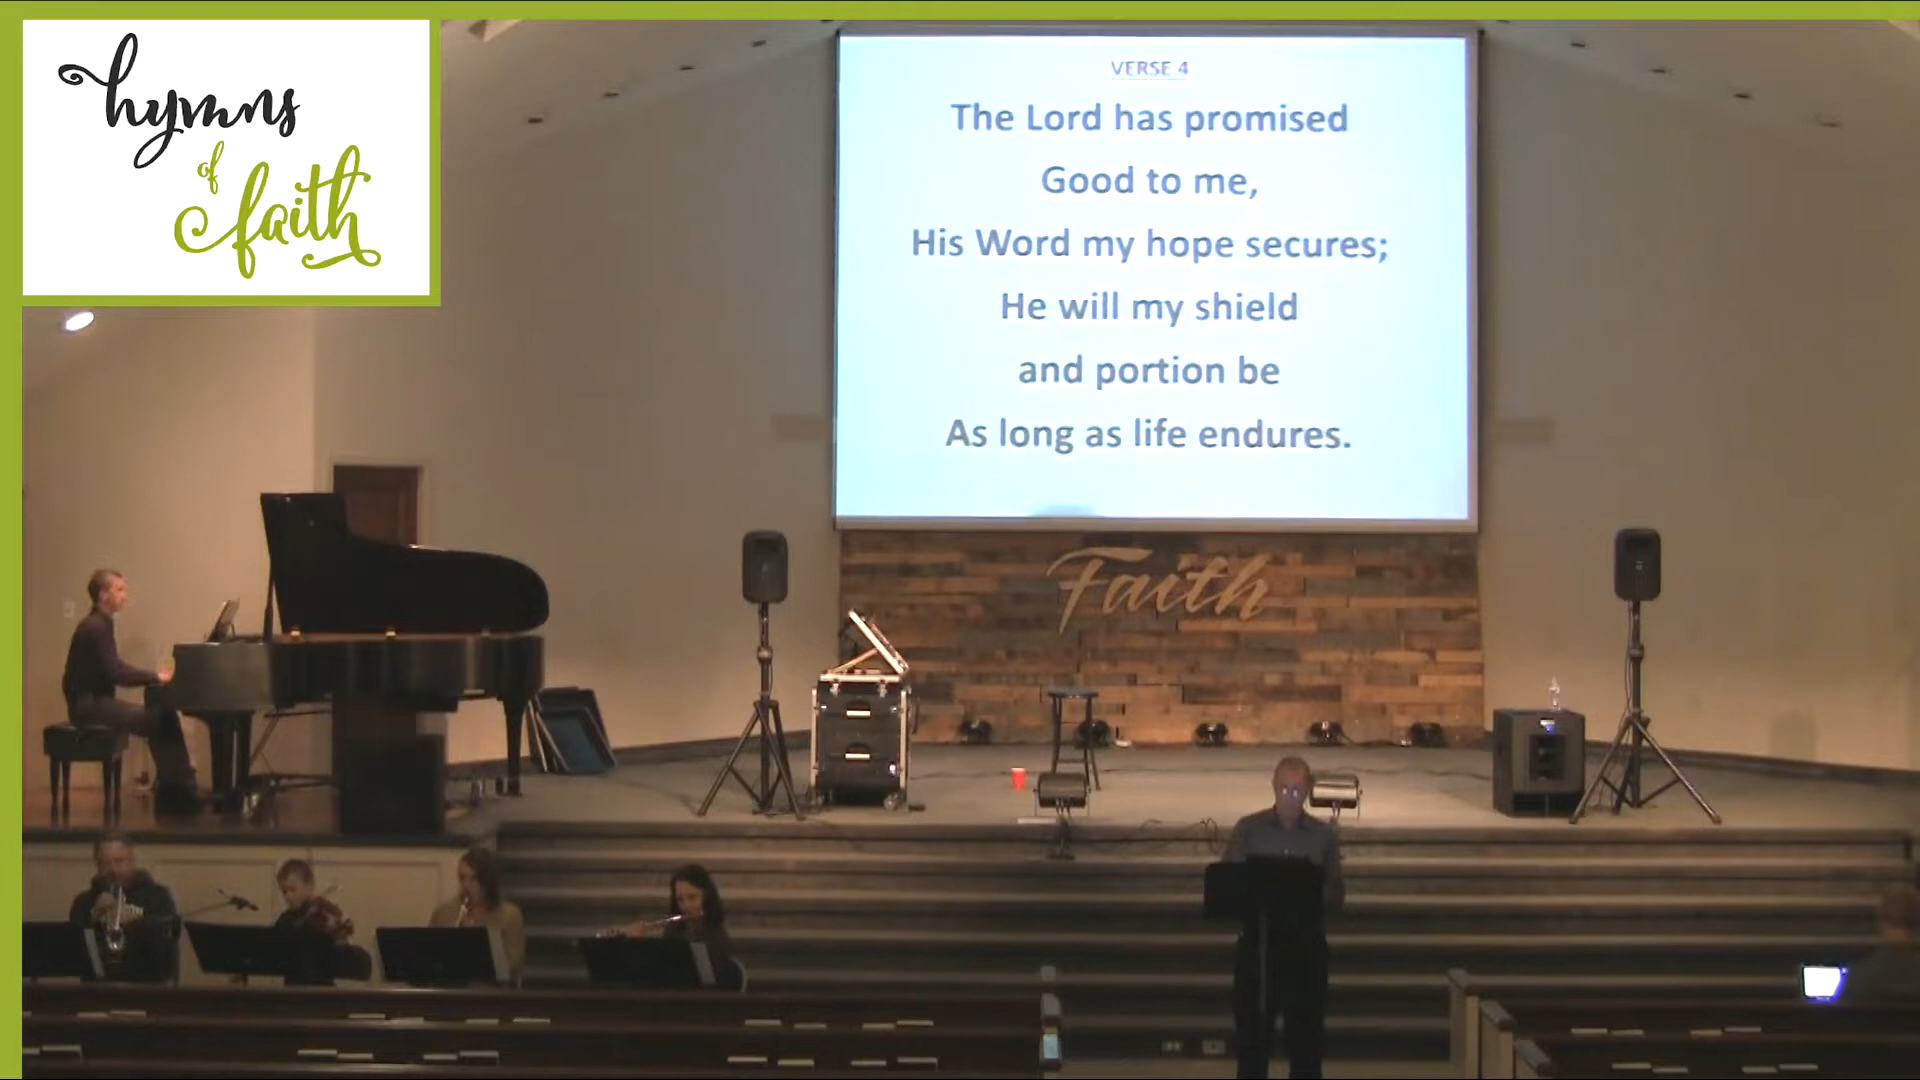 hymns
of
faith
VERSE 4
The Lord has promised
Good to me,
His Word my hope secures;
He will my shield
and portion be
As long as life endures.
Faith